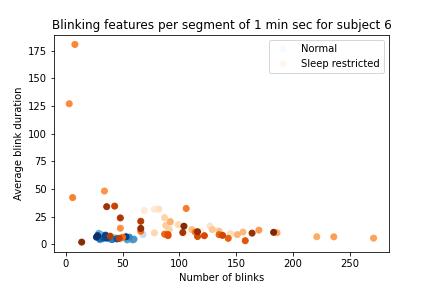 Blinking features per segment of 1 min sec for subject 6
Normal
Sleep restricted
175
150
125
100
75
50
25
0
Average blink duration
0 50 100 150 200 250
Number of blinks